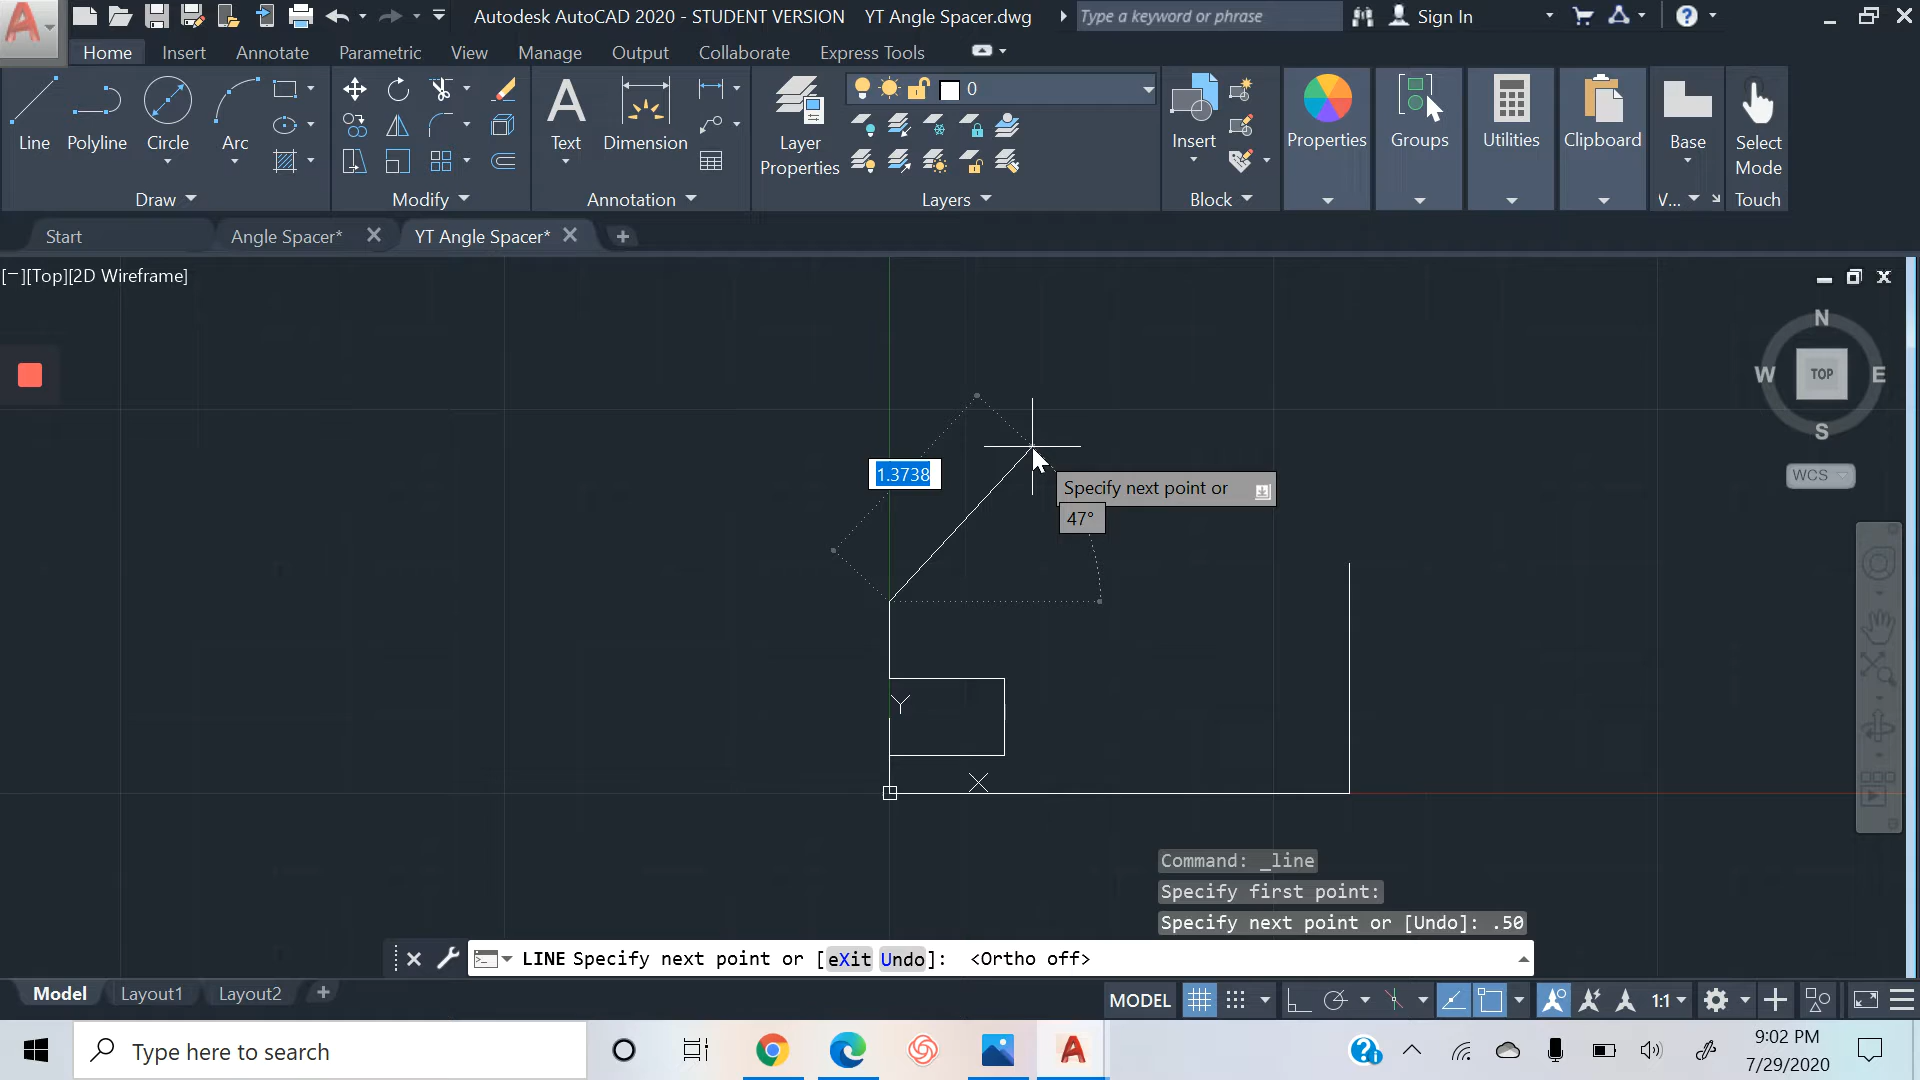 Autodesk AutoCAD 2020 - STUDENT VERSION YT Angle Spacer.dwg
Type a keyword or phrase
Sign In
Home Insert Annotate Parametric View Manage Output Collaborate Express Tools
0
Line Polyline Circle Arc
Text Dimension
Layer Properties
Insert
Properties Groups Utilities Clipboard Base
Select Mode
Draw Modify Annotation Layers Block V... Touch
Start Angle Spacer* YT Angle Spacer*
[−][Top][2D Wireframe]
N
W TOP E
S
WCS
1.3738
Specify next point or
47°
Y
X
Command: _line
Specify first point:
Specify next point or [Undo]: .50
LINE Specify next point or [eXit Undo]: <Ortho off>
Model Layout1 Layout2
MODEL 1:1
Type here to search
9:02 PM
7/29/2020